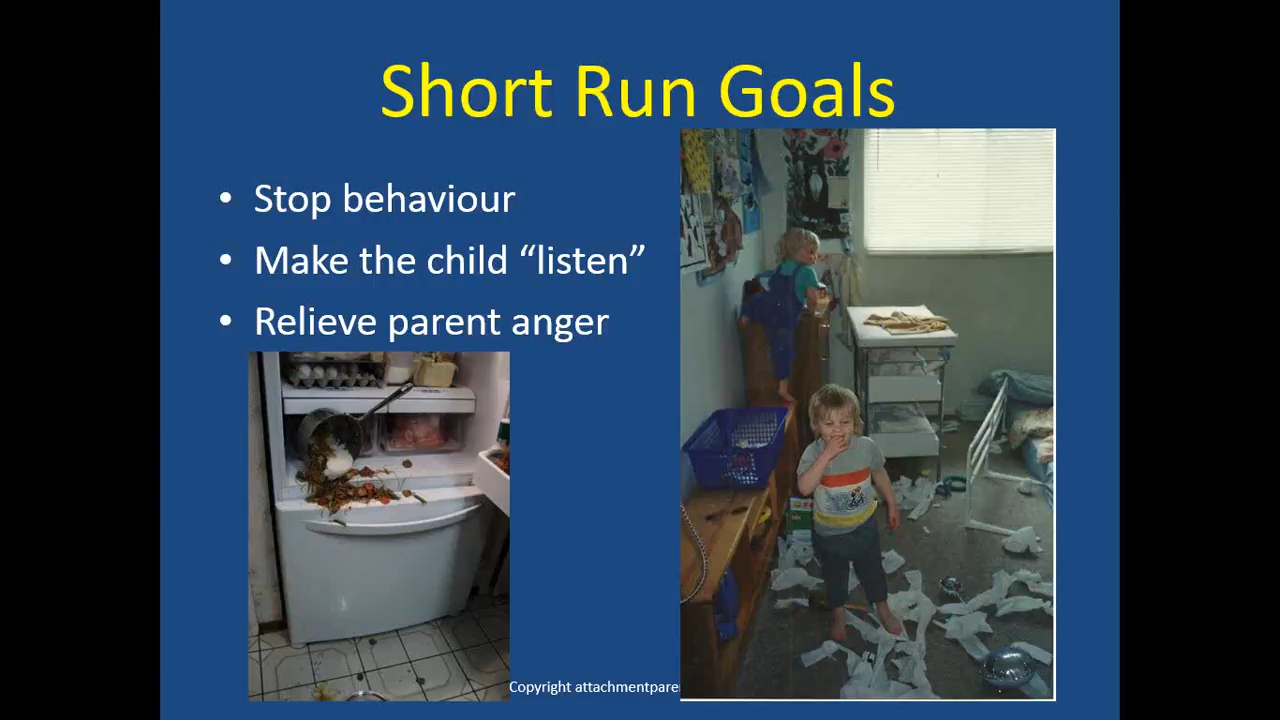 Short Run Goals
• Stop behaviour
• Make the child “listen”
• Relieve parent anger
Copyright attachmentpare